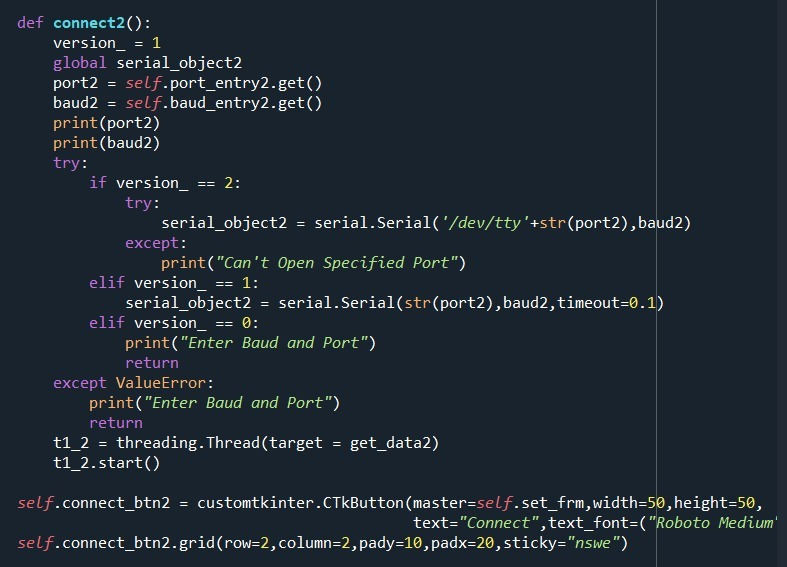 def connect2():
    version_ = 1
    global serial_object2
    port2 = self.port_entry2.get()
    baud2 = self.baud_entry2.get()
    print(port2)
    print(baud2)
    try:
        if version_ == 2:
            try:
                serial_object2 = serial.Serial('/dev/tty'+str(port2),baud2)
            except:
                print("Can't Open Specified Port")
        elif version_ == 1:
            serial_object2 = serial.Serial(str(port2),baud2,timeout=0.1)
        elif version_ == 0:
            print("Enter Baud and Port")
            return
    except ValueError:
        print("Enter Baud and Port")
        return
    t1_2 = threading.Thread(target = get_data2)
    t1_2.start()
self.connect_btn2 = customtkinter.CTkButton(master=self.set_frm,width=50,height=50,
                                            text="Connect",text_font=("Roboto Medium"
self.connect_btn2.grid(row=2,column=2,pady=10,padx=20,sticky="nswe")